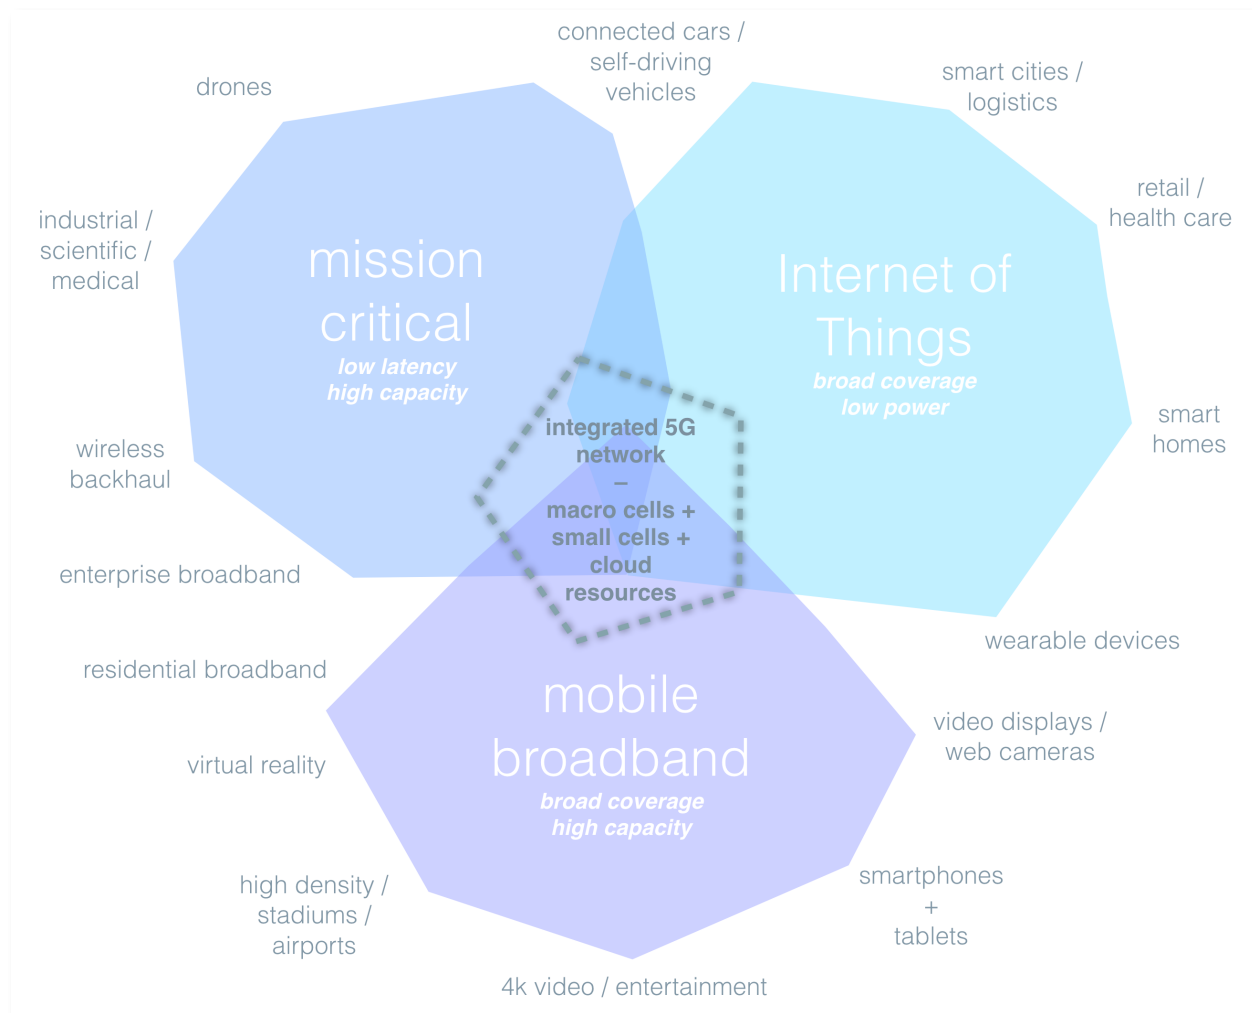 connected cars /
self-driving
vehicles
drones
smart cities /
logistics
retail /
health care
industrial /
scientific /
medical
mission
critical
low latency
high capacity
Internet of
Things
broad coverage
low power
smart
homes
wireless
backhaul
integrated 5G
network
–
macro cells +
small cells +
cloud
resources
enterprise broadband
wearable devices
residential broadband
mobile
broadband
broad coverage
high capacity
video displays /
web cameras
virtual reality
smartphones
+
tablets
high density /
stadiums /
airports
4k video / entertainment